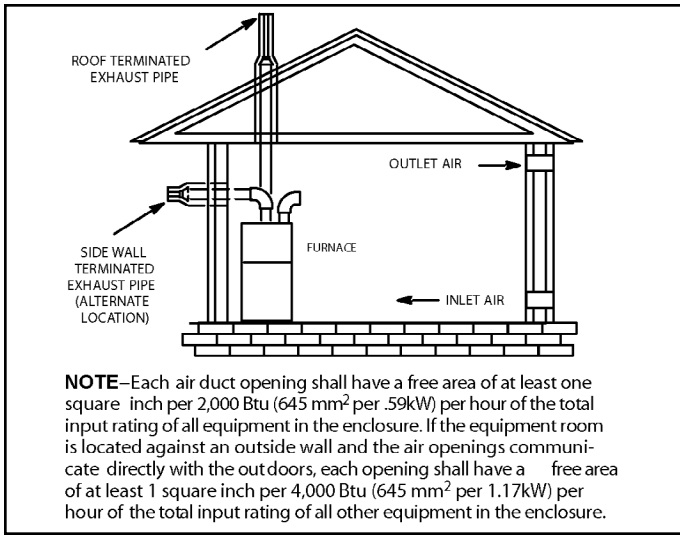 ROOF TERMINATED
EXHAUST PIPE
OUTLET AIR
SIDE WALL
TERMINATED
EXHAUST PIPE
(ALTERNATE
LOCATION)
FURNACE
INLET AIR
NOTE–Each air duct opening shall have a free area of at least one
square inch per 2,000 Btu (645 mm² per .59kW) per hour of the total
input rating of all equipment in the enclosure. If the equipment room
is located against an outside wall and the air openings communi-
cate directly with the outdoors, each opening shall have a free area
of at least 1 square inch per 4,000 Btu (645 mm² per 1.17kW) per
hour of the total input rating of all other equipment in the enclosure.